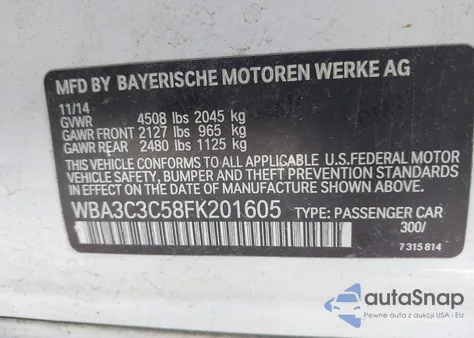 MFD BY BAYERISCHE MOTOREN WERKE AG
11/14
GVWR 4508 lbs 2045 kg
GAWR FRONT 2127 lbs 965 kg
GAWR REAR 2480 lbs 1125 kg
THIS VEHICLE CONFORMS TO ALL APPLICABLE U.S.FEDERAL MOTOR
VEHICLE SAFETY, BUMPER AND THEFT PREVENTION STANDARDS
IN EFFECT ON THE DATE OF MANUFACTURE SHOWN ABOVE.
WBA3C3C58FK201605 TYPE: PASSENGER CAR
300/
7 315 814
autoSnap
Pewne auta z aukcji USA i EU